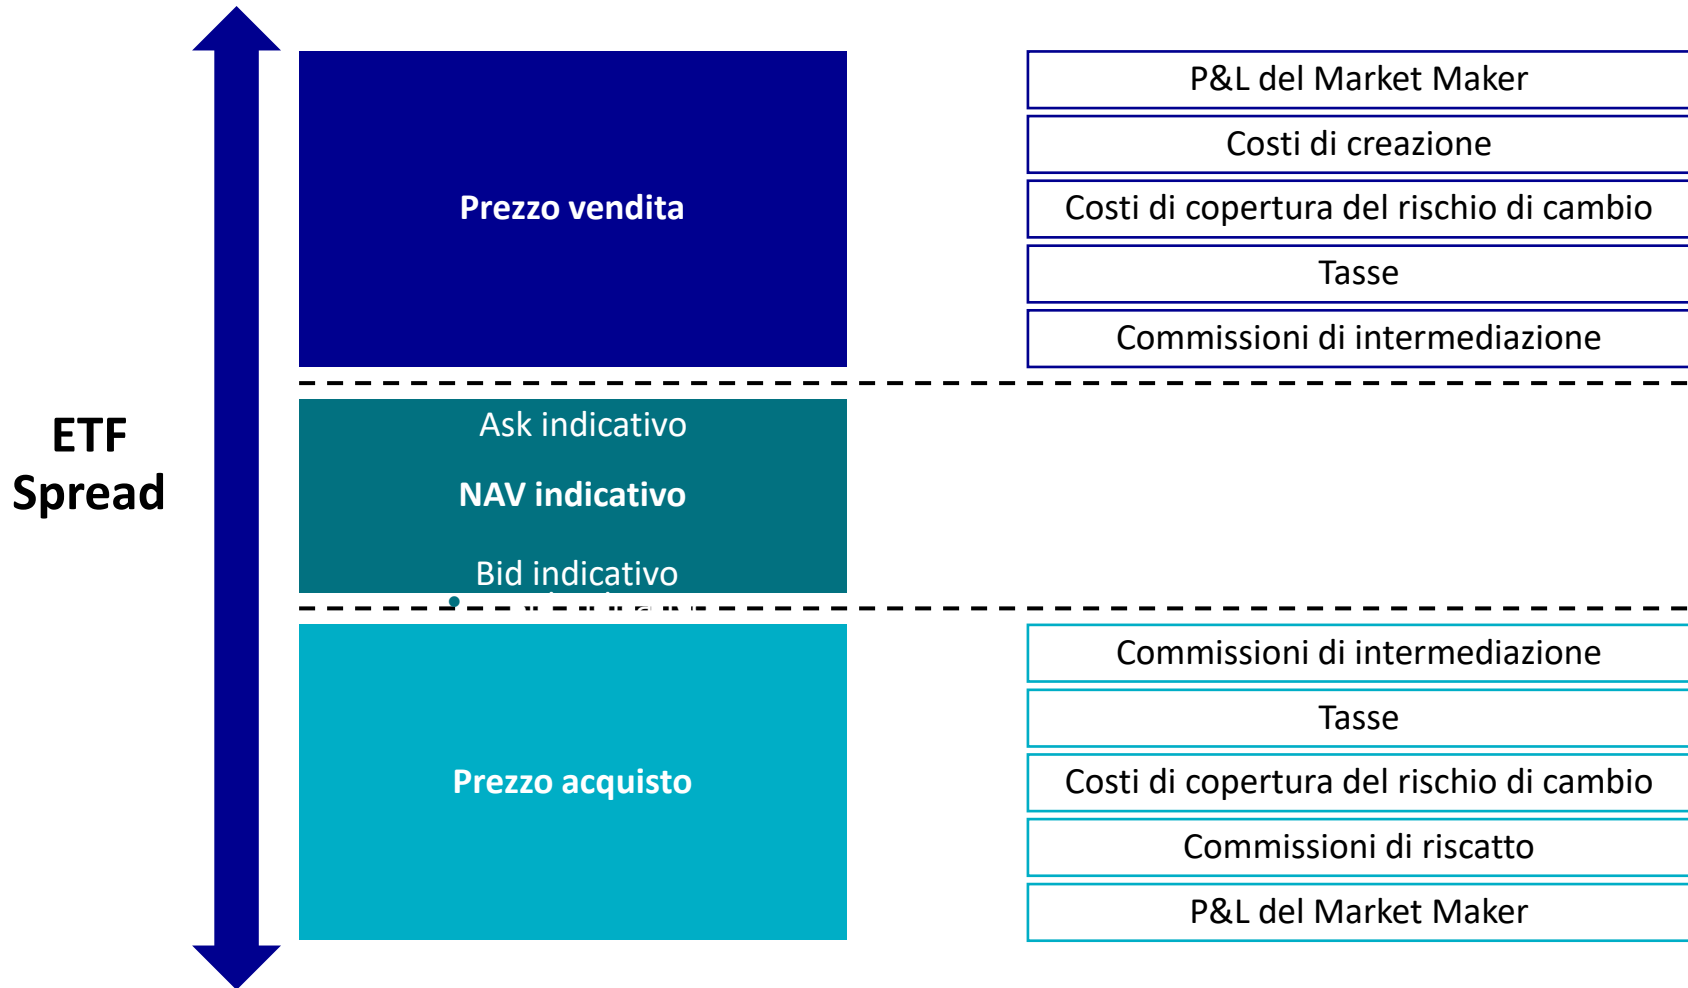 ETF
Spread
Prezzo vendita
P&L del Market Maker
Costi di creazione
Costi di copertura del rischio di cambio
Tasse
Commissioni di intermediazione
Ask indicativo
NAV indicativo
Bid indicativo
Prezzo acquisto
Commissioni di intermediazione
Tasse
Costi di copertura del rischio di cambio
Commissioni di riscatto
P&L del Market Maker